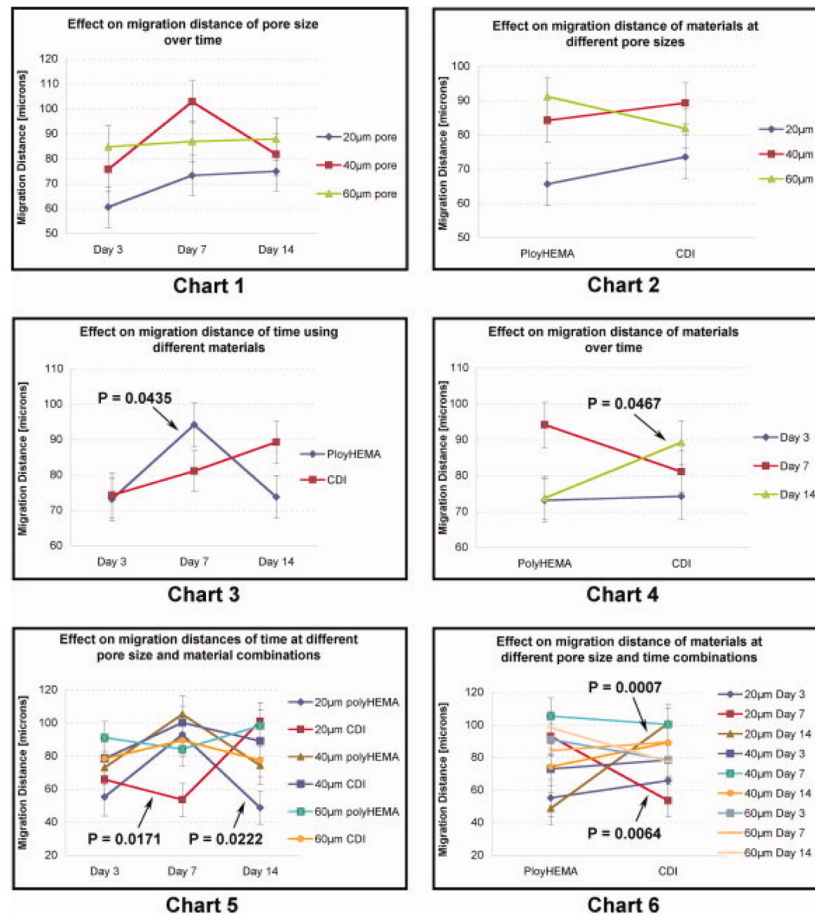 Effect on migration distance of pore size
over time
Migration Distance [microns]
120
110
100
90
80
70
60
50
Day 3
Day 7
Day 14
20µm pore
40µm pore
60µm pore
Chart 1
Effect on migration distance of materials at
different pore sizes
Migration Distance [microns]
100
90
80
70
60
50
PloyHEMA
CDI
20µm
40µm
60µm
Chart 2
Effect on migration distance of time using
different materials
Migration Distance [microns]
110
100
90
80
70
60
P = 0.0435
Day 3
Day 7
Day 14
PloyHEMA
CDI
Chart 3
Effect on migration distance of materials
over time
Migration Distance [microns]
110
100
90
80
70
60
P = 0.0467
PolyHEMA
CDI
Day 3
Day 7
Day 14
Chart 4
Effect on migration distances of time at different
pore size and material combinations
Migration Distance [microns]
120
100
80
60
40
20
P = 0.0171
P = 0.0222
Day 3
Day 7
Day 14
20µm polyHEMA
20µm CDI
40µm polyHEMA
40µm CDI
60µm polyHEMA
60µm CDI
Chart 5
Effect on migration distance of materials at
different pore size and time combinations
Migration Distance [microns]
120
100
80
60
40
20
P = 0.0007
P = 0.0064
PloyHEMA
CDI
20µm Day 3
20µm Day 7
20µm Day 14
40µm Day 3
40µm Day 7
40µm Day 14
60µm Day 3
60µm Day 7
60µm Day 14
Chart 6